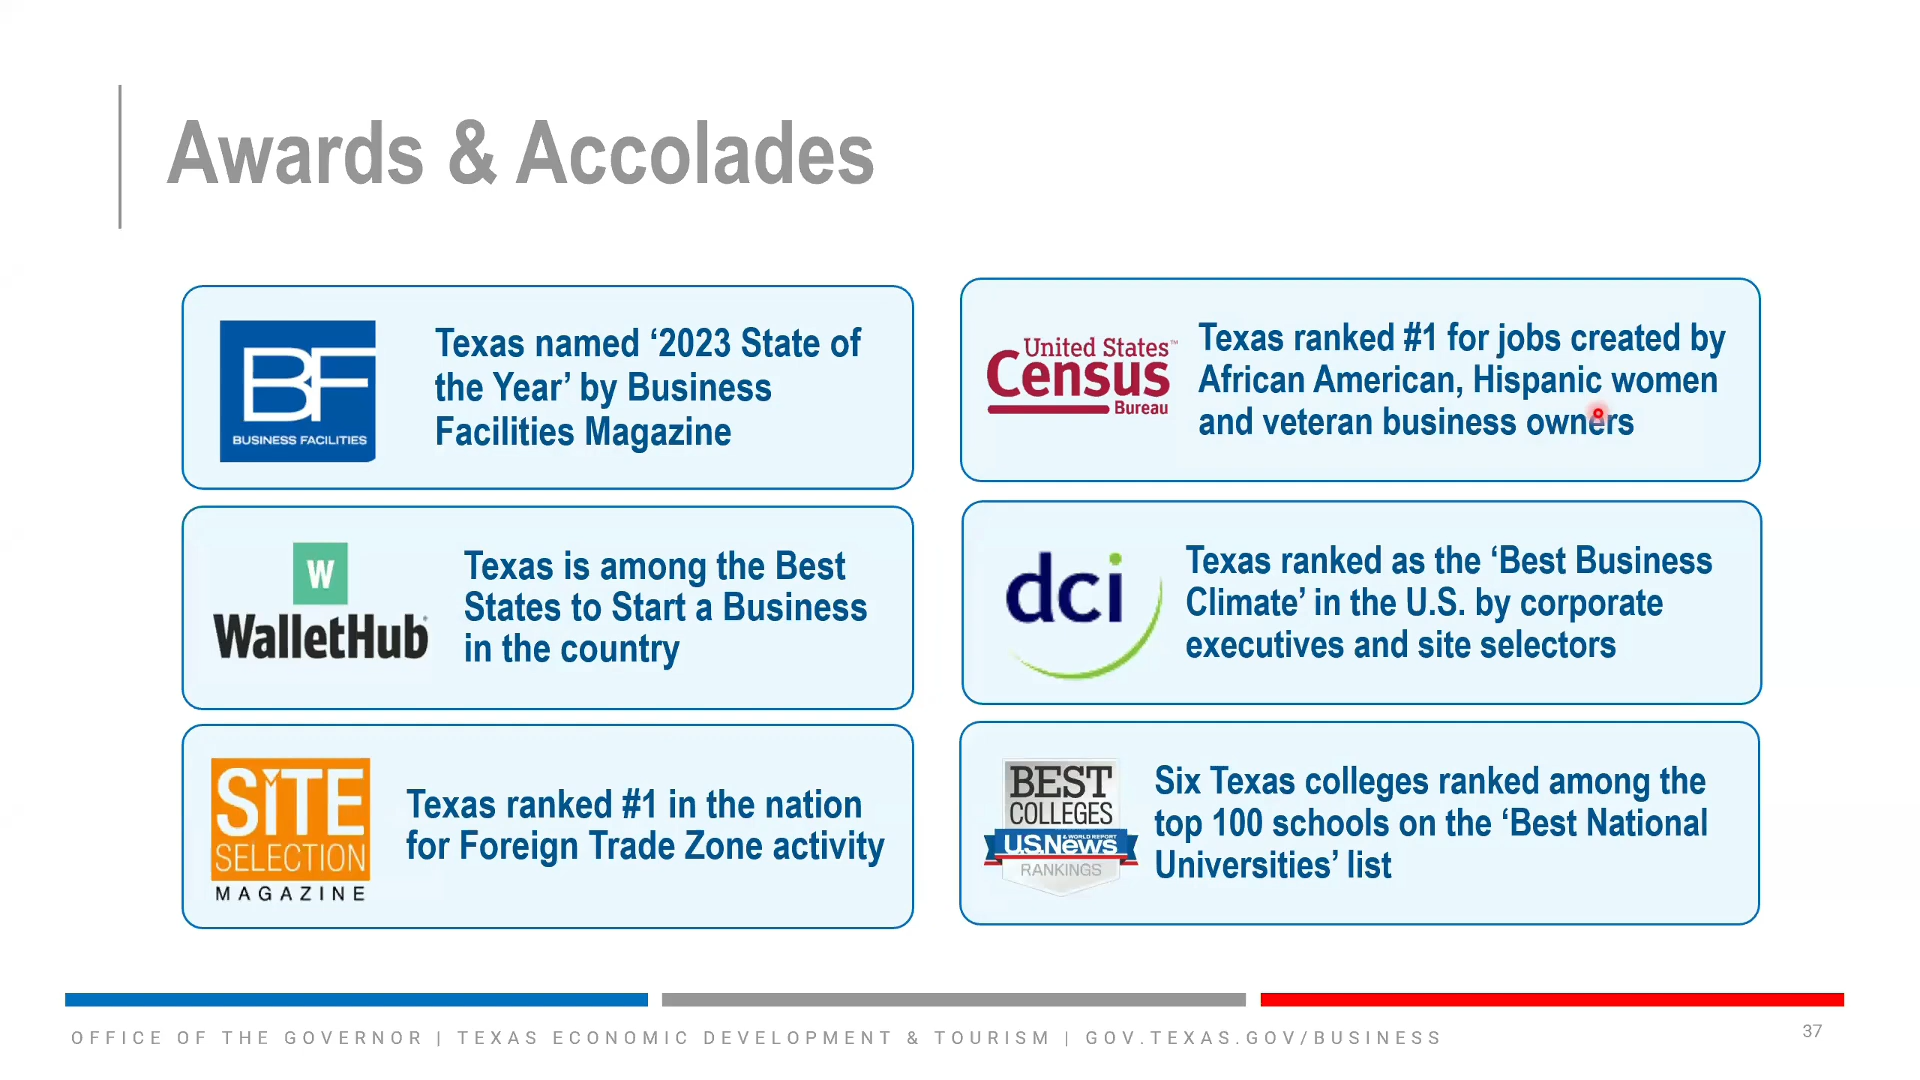 Awards & Accolades
BF
BUSINESS FACILITIES
Texas named ‘2023 State of
the Year’ by Business
Facilities Magazine
United States™
Census
Bureau
Texas ranked #1 for jobs created by
African American, Hispanic women
and veteran business owners
W
WalletHub
Texas is among the Best
States to Start a Business
in the country
dci
Texas ranked as the ‘Best Business
Climate’ in the U.S. by corporate
executives and site selectors
SiTE
SELECTION
MAGAZINE
Texas ranked #1 in the nation
for Foreign Trade Zone activity
BEST
COLLEGES
& WORLD REPORT
U.S.News
RANKINGS
Six Texas colleges ranked among the
top 100 schools on the ‘Best National
Universities’ list
OFFICE OF THE GOVERNOR | TEXAS ECONOMIC DEVELOPMENT & TOURISM | GOV.TEXAS.GOV/BUSINESS
37